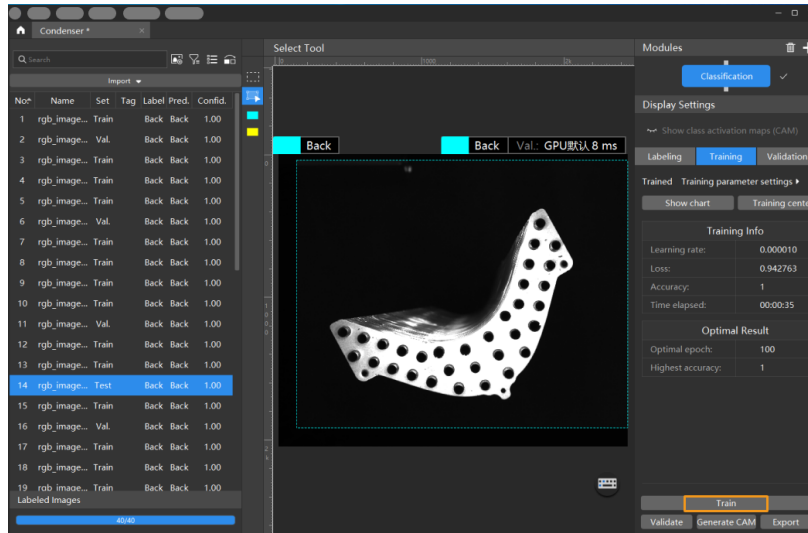 Condenser *
Search
Import
No. Name Set Tag Label Pred. Confid.
1 rgb_image... Train Back Back 1.00
2 rgb_image... Val. Back Back 1.00
3 rgb_image... Train Back Back 1.00
4 rgb_image... Train Back Back 1.00
5 rgb_image... Train Back Back 1.00
6 rgb_image... Val. Back Back 1.00
7 rgb_image... Train Back Back 1.00
8 rgb_image... Train Back Back 1.00
9 rgb_image... Train Back Back 1.00
10 rgb_image... Train Back Back 1.00
11 rgb_image... Val. Back Back 1.00
12 rgb_image... Train Back Back 1.00
13 rgb_image... Train Back Back 1.00
14 rgb_image... Test Back Back 1.00
15 rgb_image... Train Back Back 1.00
16 rgb_image... Val. Back Back 1.00
17 rgb_image... Train Back Back 1.00
18 rgb_image... Train Back Back 1.00
19 rgb_image... Train Back Back 1.00
Labeled Images
40/40
Select Tool
0 1000 2k
0
1000
2k
Back
Back Val.: GPU默认 8 ms
Modules
Classification
Display Settings
Show class activation maps (CAM)
Labeling Training Validation
Trained Training parameter settings
Show chart Training cente
Training Info
Learning rate: 0.000010
Loss: 0.942763
Accuracy: 1
Time elapsed: 00:00:35
Optimal Result
Optimal epoch: 100
Highest accuracy: 1
Train
Validate Generate CAM Export